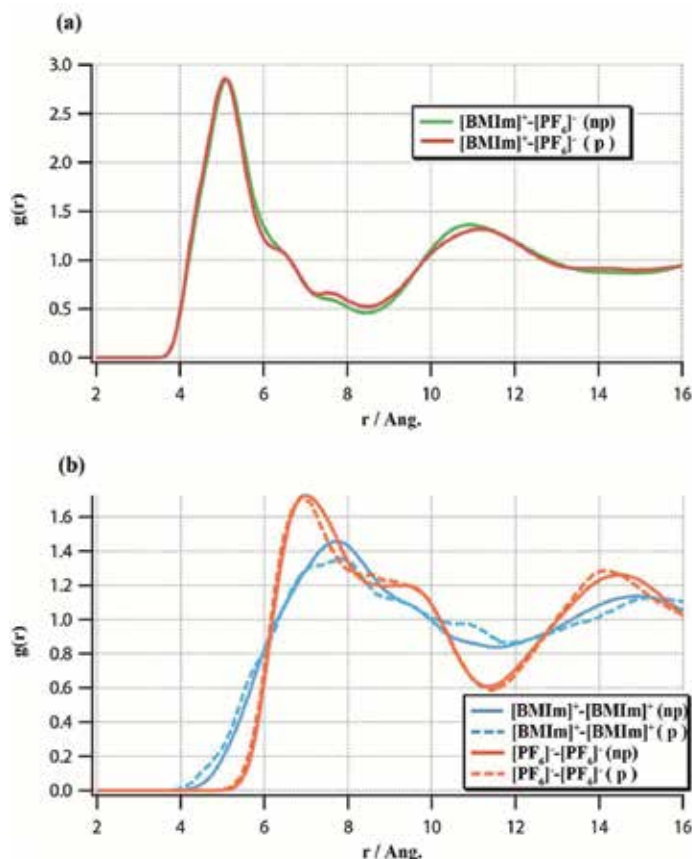 (a)
3.0
2.5
2.0
1.5
1.0
0.5
0.0
g(r)
[BMIm]⁺-[PF₆]⁻ (np)
[BMIm]⁺-[PF₆]⁻ ( p )
2 4 6 8 10 12 14 16
r / Ang.
(b)
1.6
1.4
1.2
1.0
0.8
0.6
0.4
0.2
0.0
g(r)
[BMIm]⁺-[BMIm]⁺ (np)
[BMIm]⁺-[BMIm]⁺ ( p )
[PF₆]⁻-[PF₆]⁻ (np)
[PF₆]⁻-[PF₆]⁻ ( p )
2 4 6 8 10 12 14 16
r / Ang.